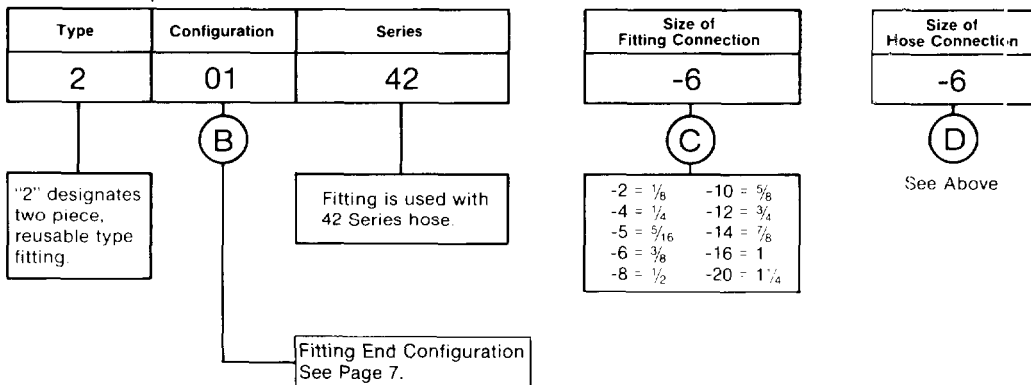 Type Configuration Series
2 01 42
Size of
Fitting Connection
-6
Size of
Hose Connection
-6
B
C
D
"2" designates
two piece,
reusable type
fitting.
Fitting is used with
42 Series hose.
-2 = 1/8 -10 = 5/8
-4 = 1/4 -12 = 3/4
-5 = 5/16 -14 = 7/8
-6 = 3/8 -16 = 1
-8 = 1/2 -20 = 1 1/4
See Above
Fitting End Configuration
See Page 7.